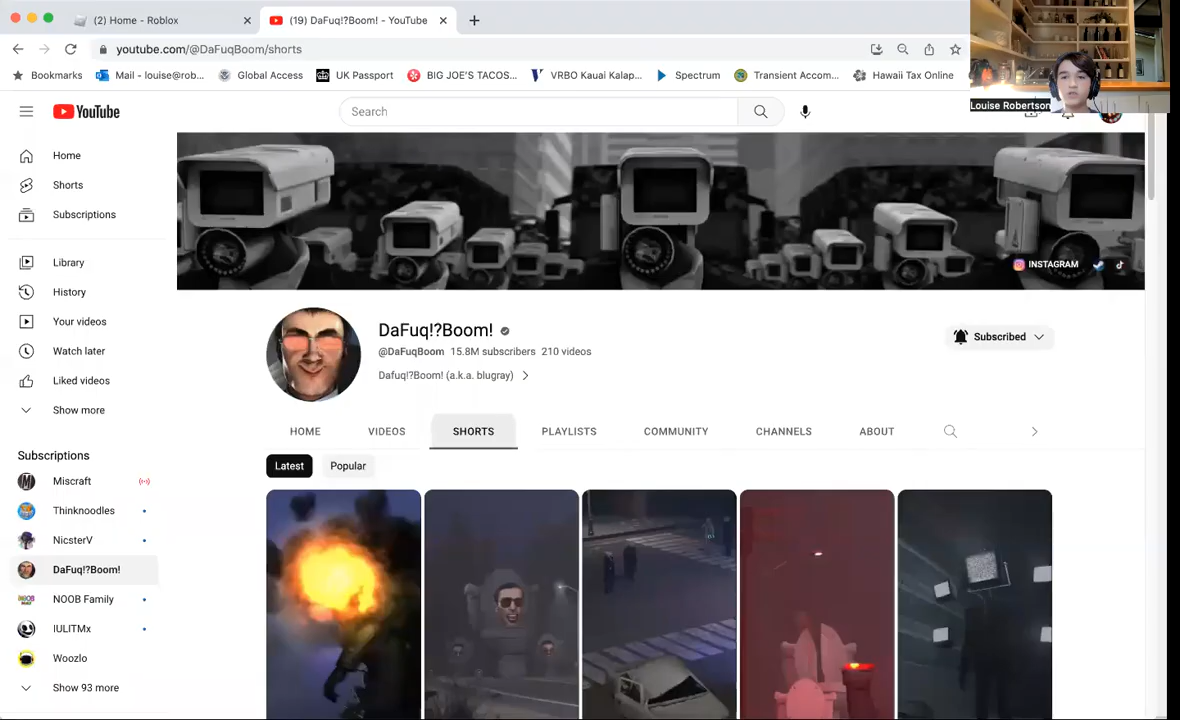 (2) Home - Roblox
(19) DaFuq!?Boom! - YouTube
youtube.com/@DaFuqBoom/shorts
Bookmarks
Mail - louise@rob...
Global Access
UK Passport
BIG JOE'S TACOS...
VRBO Kauai Kalap...
Spectrum
Transient Accom...
Hawaii Tax Online
Louise Robertson
YouTube
Search
Home
Shorts
Subscriptions
Library
History
Your videos
Watch later
Liked videos
Show more
Subscriptions
Miscraft
Thinknoodles
NicsterV
DaFuq!?Boom!
NOOB Family
IULITMx
Woozlo
Show 93 more
INSTAGRAM
DaFuq!?Boom!
@DaFuqBoom 15.8M subscribers 210 videos
Dafuq!?Boom! (a.k.a. blugray)
Subscribed
HOME
VIDEOS
SHORTS
PLAYLISTS
COMMUNITY
CHANNELS
ABOUT
Latest
Popular